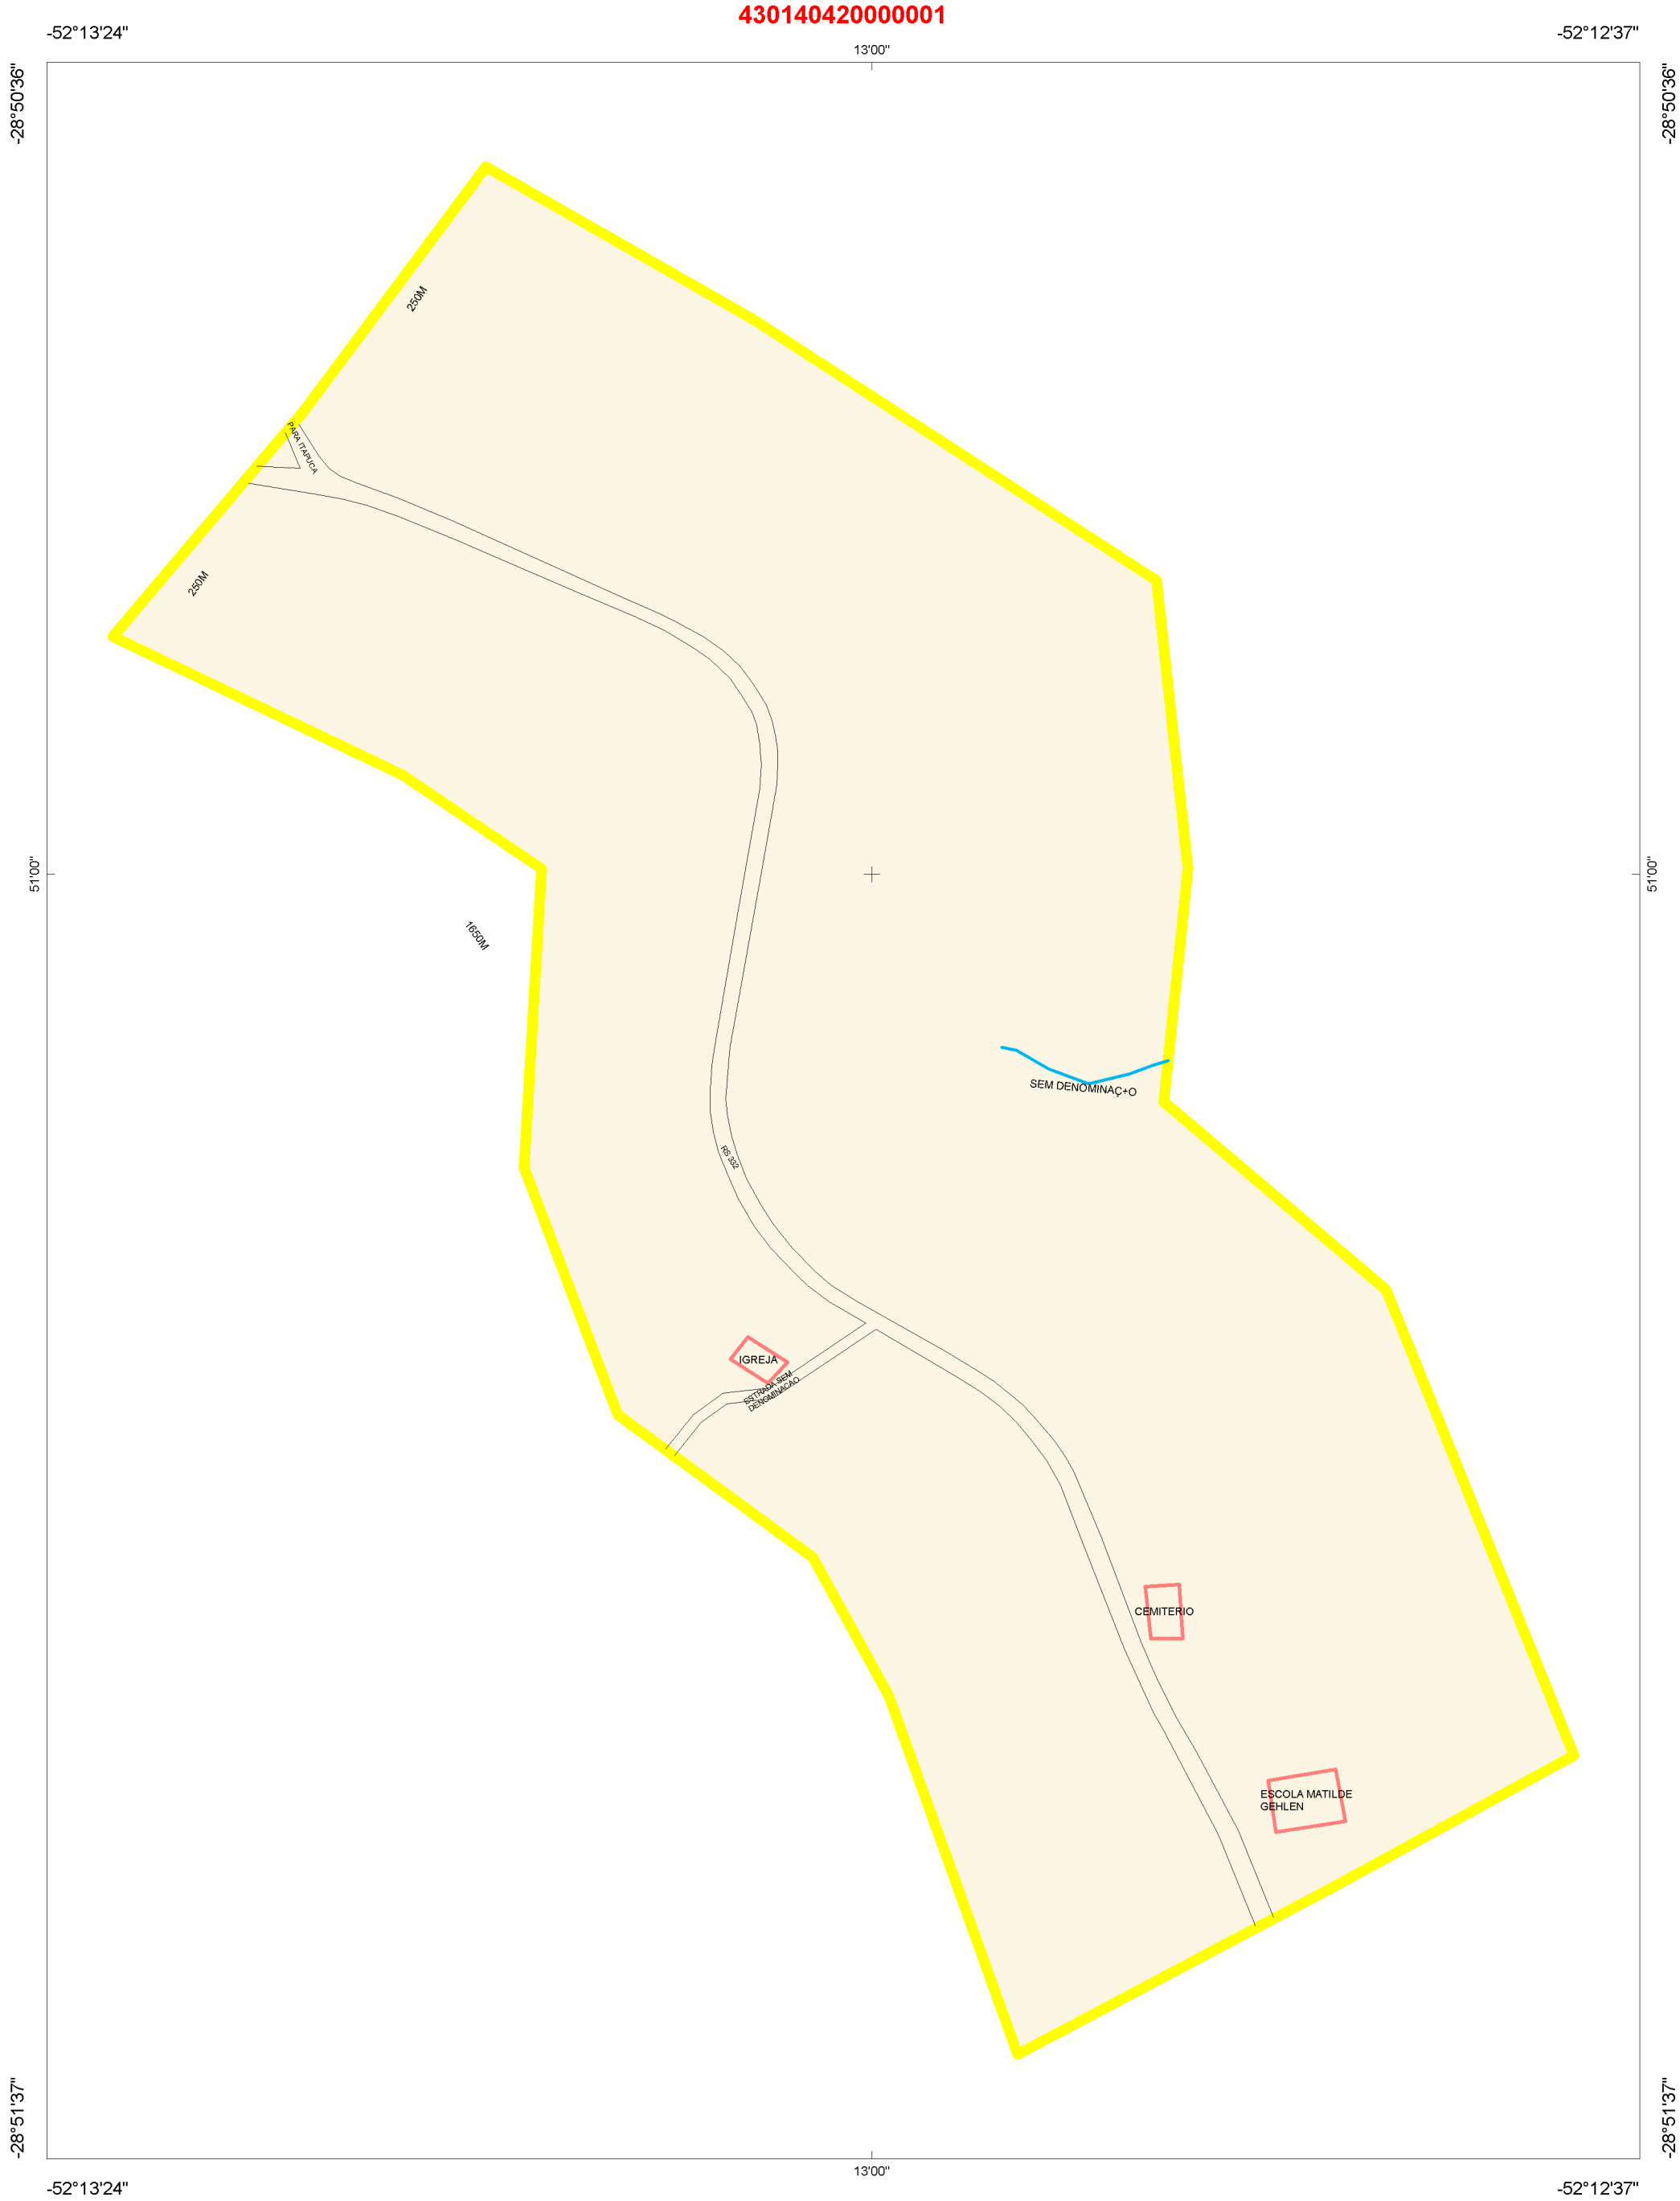 430140420000001
-52°13'24"
-52°12'37"
13'00"
-28°50'36"
-28°50'36"
250M
PARA ITAPUCA
250M
51'00"
51'00"
1650M
SEM DENOMINAÇ+O
RS 332
IGREJA
ESTRADA SEM
DENOMINACAO
CEMITERIO
ESCOLA MATILDE
GEHLEN
-28°51'37"
-28°51'37"
13'00"
-52°13'24"
-52°12'37"